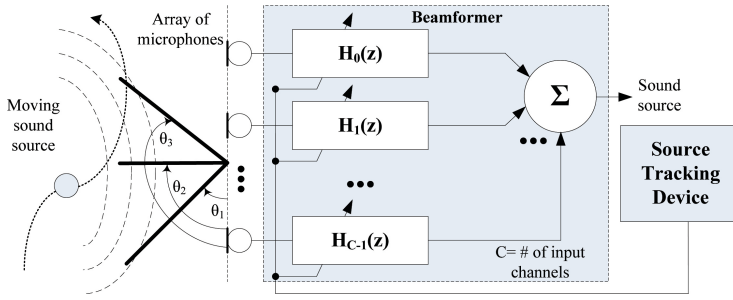 Array of
microphones
Beamformer
H0(z)
H1(z)
HC-1(z)
Σ
Sound
source
Moving
sound
source
θ3
θ2
θ1
Source
Tracking
Device
C= # of input
channels